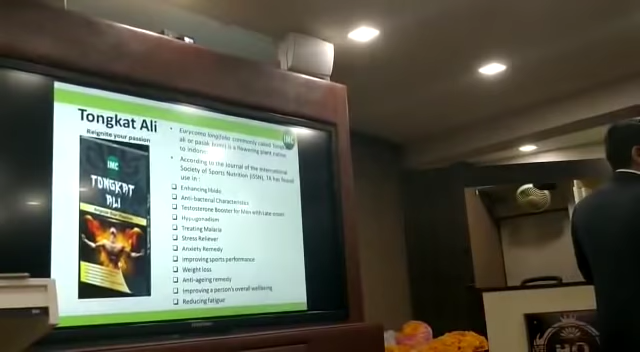 Tongkat Ali
Reignite your passion
IMC
TONGKAT
ALI
IMC
• Eurycoma longifolia commonly called Tongkat
ali or pasak bumi) is a flowering plant native
to Indonesia
• According to the Journal of the International
Society of Sports Nutrition (ISSN), TA has found
use in :
Enhancing libido
Anti-bacterial Characteristics
Testosterone Booster for Men with Late-onset
Hypogonadism
Treating Malaria
Stress Reliever
Anxiety Remedy
Improving sports performance
Weight loss
Anti-ageing remedy
Improving a person's overall wellbeing
Reducing fatigue